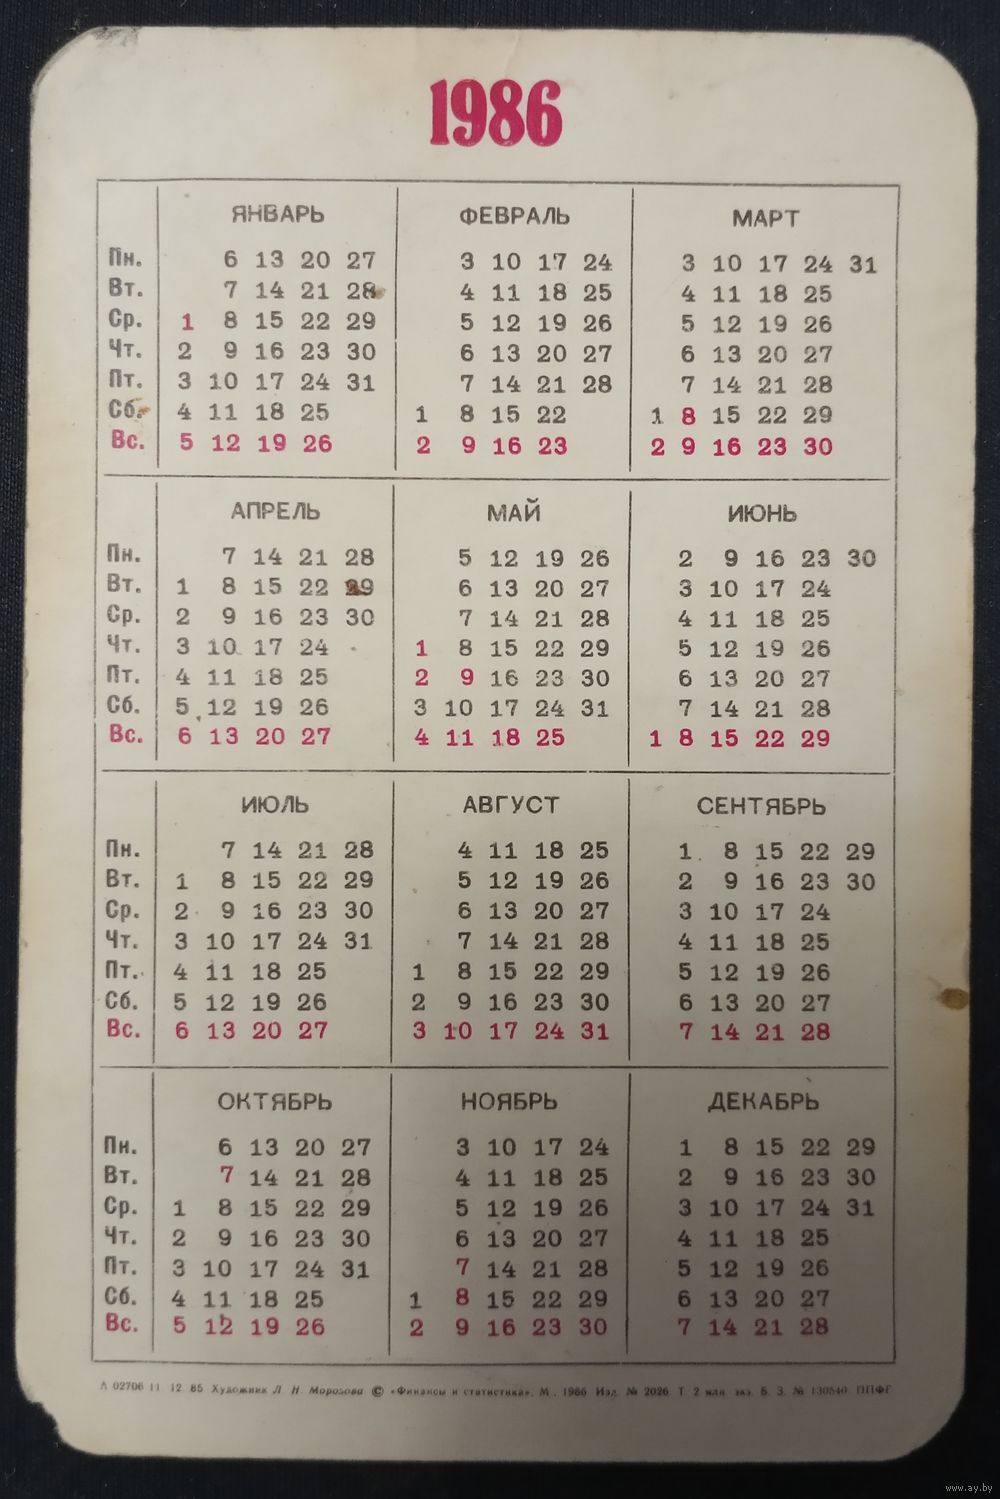 1986
ЯНВАРЬ ФЕВРАЛЬ МАРТ
Пн. 6 13 20 27 3 10 17 24 3 10 17 24 31
Вт. 7 14 21 28 4 11 18 25 4 11 18 25
Ср. 1 8 15 22 29 5 12 19 26 5 12 19 26
Чт. 2 9 16 23 30 6 13 20 27 6 13 20 27
Пт. 3 10 17 24 31 7 14 21 28 7 14 21 28
Сб. 4 11 18 25 1 8 15 22 1 8 15 22 29
Вс. 5 12 19 26 2 9 16 23 2 9 16 23 30
АПРЕЛЬ МАЙ ИЮНЬ
Пн. 7 14 21 28 5 12 19 26 2 9 16 23 30
Вт. 1 8 15 22 29 6 13 20 27 3 10 17 24
Ср. 2 9 16 23 30 7 14 21 28 4 11 18 25
Чт. 3 10 17 24 1 8 15 22 29 5 12 19 26
Пт. 4 11 18 25 2 9 16 23 30 6 13 20 27
Сб. 5 12 19 26 3 10 17 24 31 7 14 21 28
Вс. 6 13 20 27 4 11 18 25 1 8 15 22 29
ИЮЛЬ АВГУСТ СЕНТЯБРЬ
Пн. 7 14 21 28 4 11 18 25 1 8 15 22 29
Вт. 1 8 15 22 29 5 12 19 26 2 9 16 23 30
Ср. 2 9 16 23 30 6 13 20 27 3 10 17 24
Чт. 3 10 17 24 31 7 14 21 28 4 11 18 25
Пт. 4 11 18 25 1 8 15 22 29 5 12 19 26
Сб. 5 12 19 26 2 9 16 23 30 6 13 20 27
Вс. 6 13 20 27 3 10 17 24 31 7 14 21 28
ОКТЯБРЬ НОЯБРЬ ДЕКАБРЬ
Пн. 6 13 20 27 3 10 17 24 1 8 15 22 29
Вт. 7 14 21 28 4 11 18 25 2 9 16 23 30
Ср. 1 8 15 22 29 5 12 19 26 3 10 17 24 31
Чт. 2 9 16 23 30 6 13 20 27 4 11 18 25
Пт. 3 10 17 24 31 7 14 21 28 5 12 19 26
Сб. 4 11 18 25 1 8 15 22 29 6 13 20 27
Вс. 5 12 19 26 2 9 16 23 30 7 14 21 28
А 02706 11. 12. 85. Художник Л. Н. Морозова © «Финансы и статистика», М., 1986 Изд. № 2026. Т. 2 млн. экз. Б. З. № 130540. ППФГ
www.ay.by